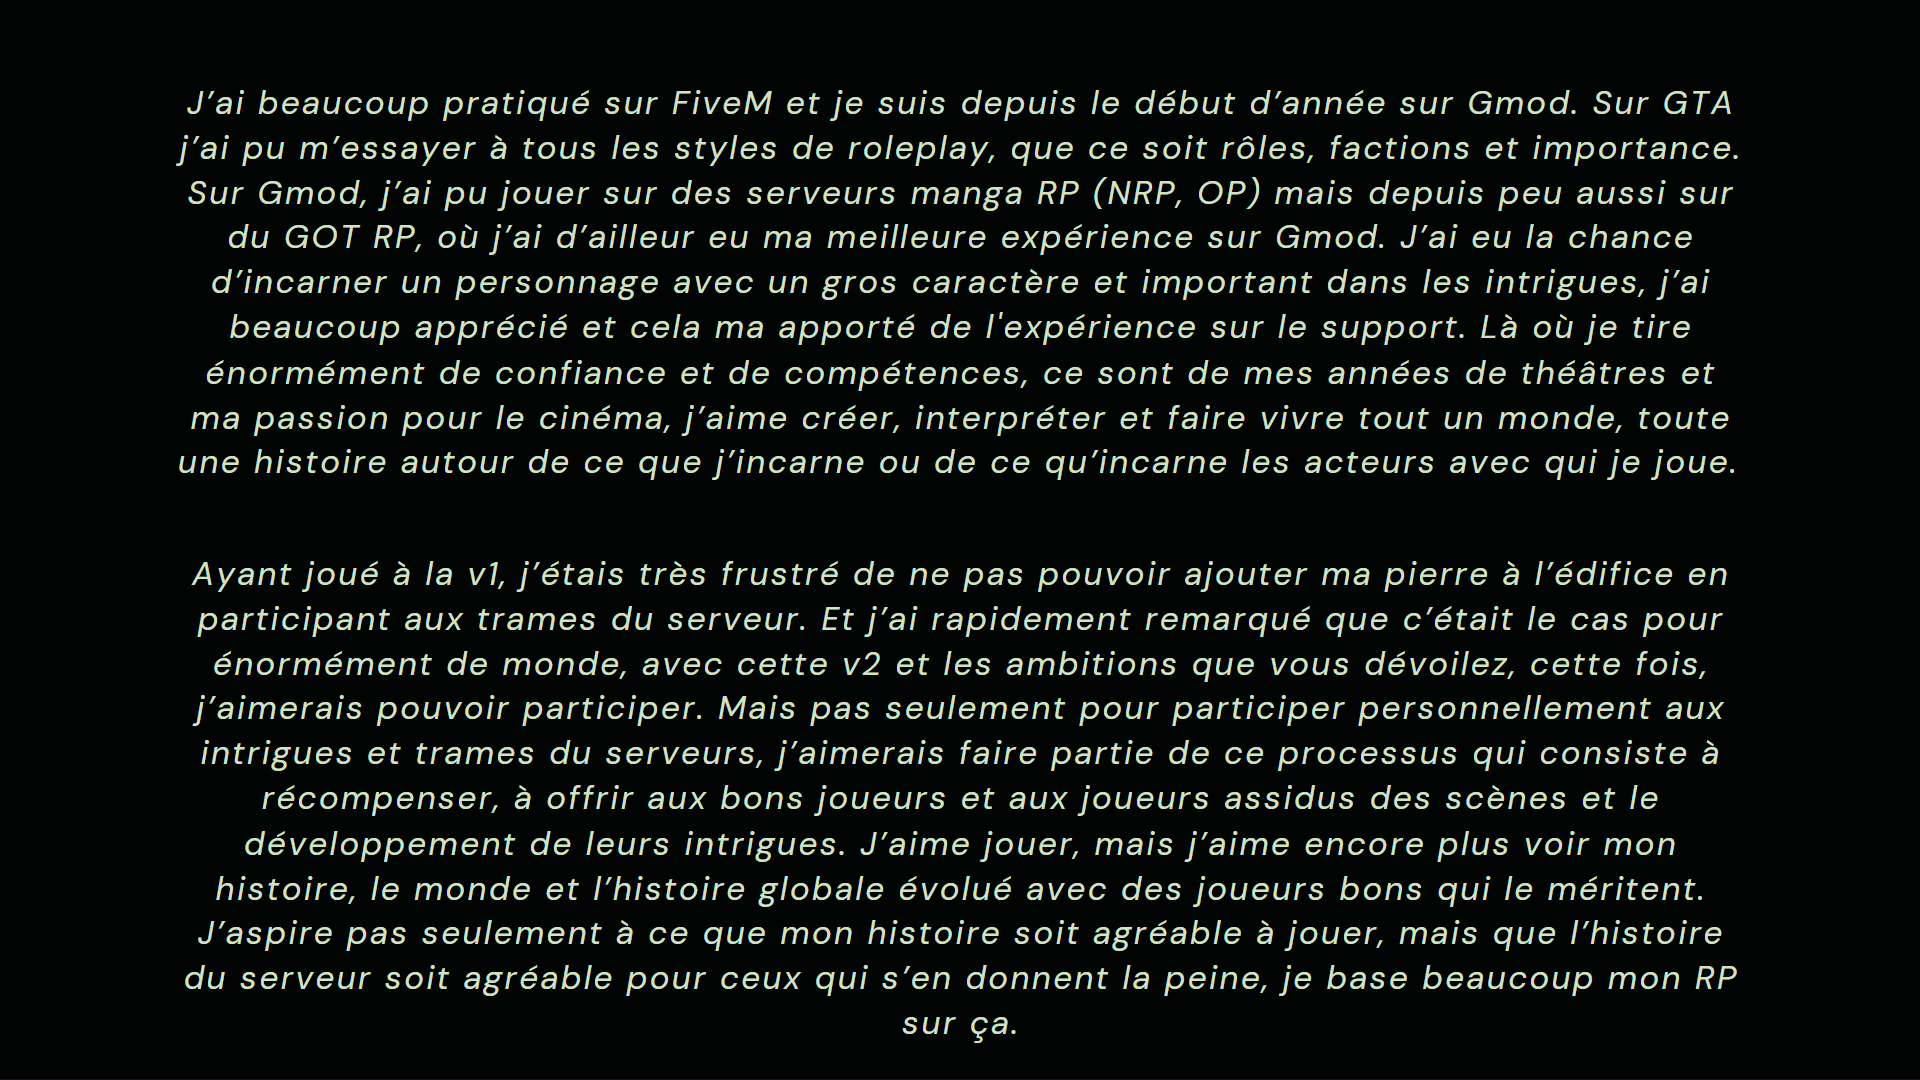 J’ai beaucoup pratiqué sur FiveM et je suis depuis le début d’année sur Gmod. Sur GTA
j’ai pu m’essayer à tous les styles de roleplay, que ce soit rôles, factions et importance.
Sur Gmod, j’ai pu jouer sur des serveurs manga RP (NRP, OP) mais depuis peu aussi sur
du GOT RP, où j’ai d’ailleur eu ma meilleure expérience sur Gmod. J’ai eu la chance
d’incarner un personnage avec un gros caractère et important dans les intrigues, j’ai
beaucoup apprécié et cela ma apporté de l'expérience sur le support. Là où je tire
énormément de confiance et de compétences, ce sont de mes années de théâtres et
ma passion pour le cinéma, j’aime créer, interpréter et faire vivre tout un monde, toute
une histoire autour de ce que j’incarne ou de ce qu’incarne les acteurs avec qui je joue.
Ayant joué à la v1, j’étais très frustré de ne pas pouvoir ajouter ma pierre à l’édifice en
participant aux trames du serveur. Et j’ai rapidement remarqué que c’était le cas pour
énormément de monde, avec cette v2 et les ambitions que vous dévoilez, cette fois,
j’aimerais pouvoir participer. Mais pas seulement pour participer personnellement aux
intrigues et trames du serveurs, j’aimerais faire partie de ce processus qui consiste à
récompenser, à offrir aux bons joueurs et aux joueurs assidus des scènes et le
développement de leurs intrigues. J’aime jouer, mais j’aime encore plus voir mon
histoire, le monde et l’histoire globale évolué avec des joueurs bons qui le méritent.
J’aspire pas seulement à ce que mon histoire soit agréable à jouer, mais que l’histoire
du serveur soit agréable pour ceux qui s’en donnent la peine, je base beaucoup mon RP
sur ça.